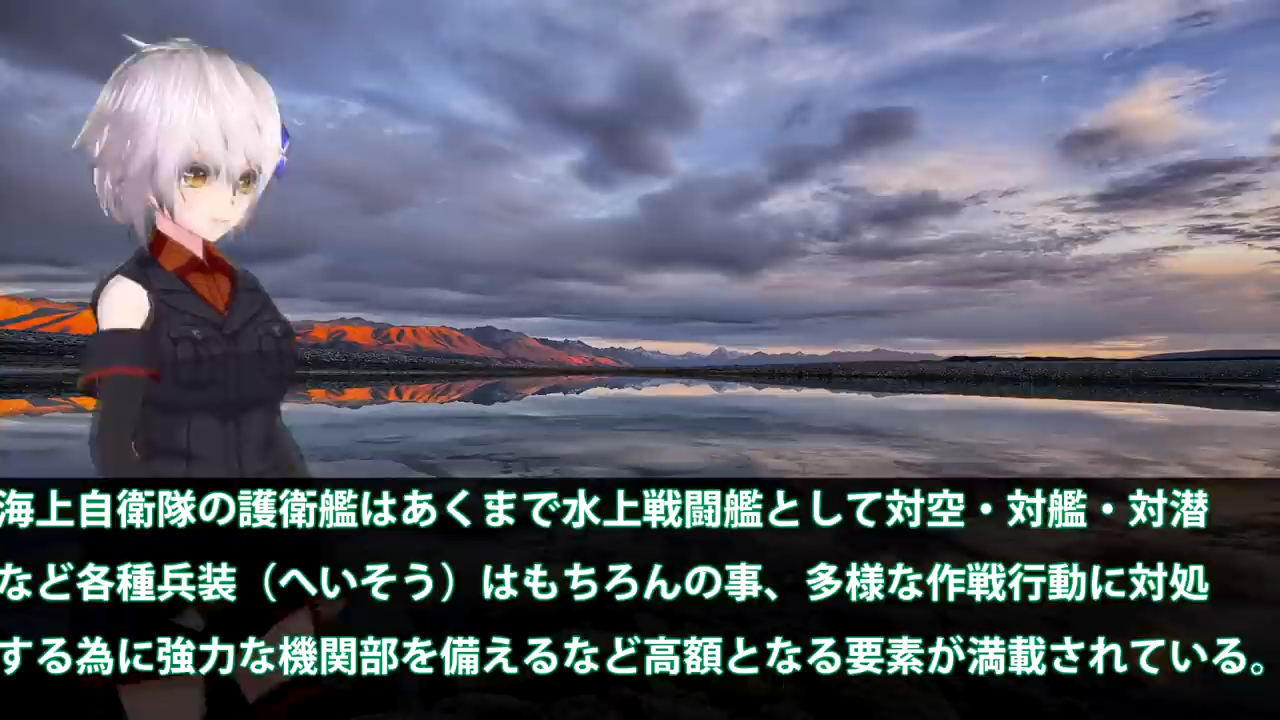 海上自衛隊の護衛艦はあくまで水上戦闘艦として対空・対艦・対潜
など各種兵装（へいそう）はもちろんの事、多様な作戦行動に対処
する為に強力な機関部を備えるなど高額となる要素が満載されている。